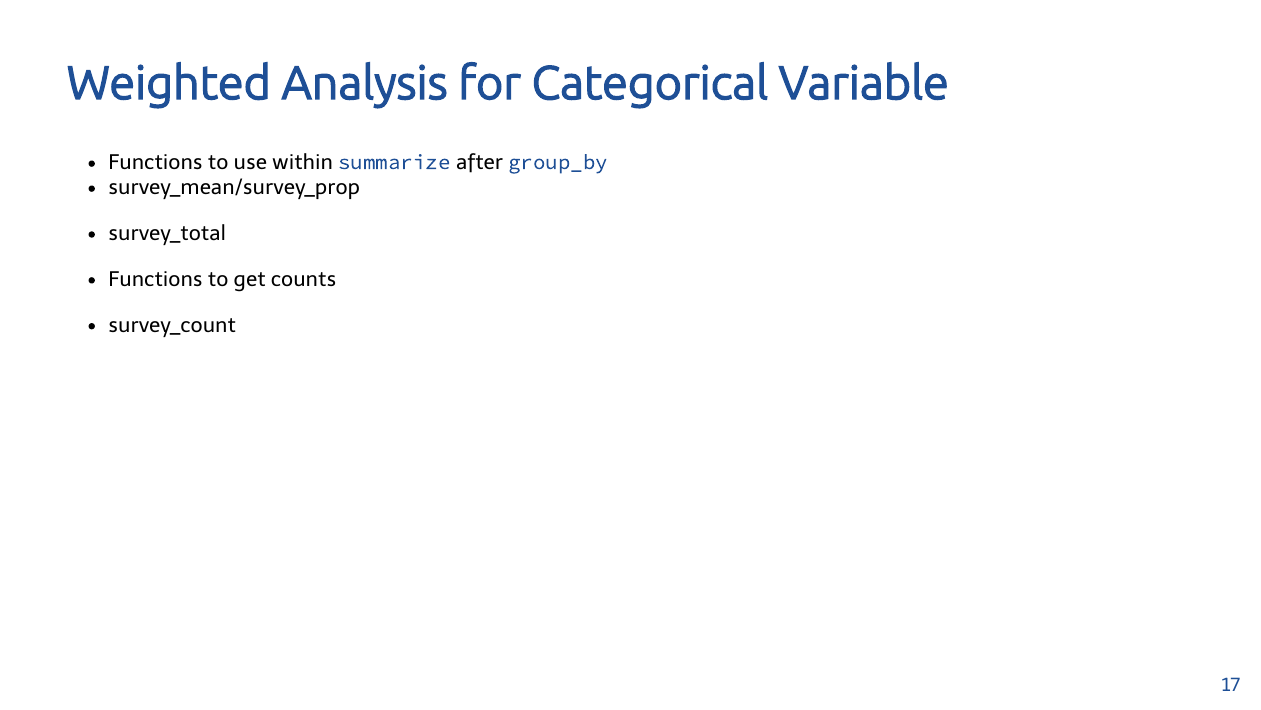 Weighted Analysis for Categorical Variable
• Functions to use within summarize after group_by
• survey_mean/survey_prop
• survey_total
• Functions to get counts
• survey_count
17